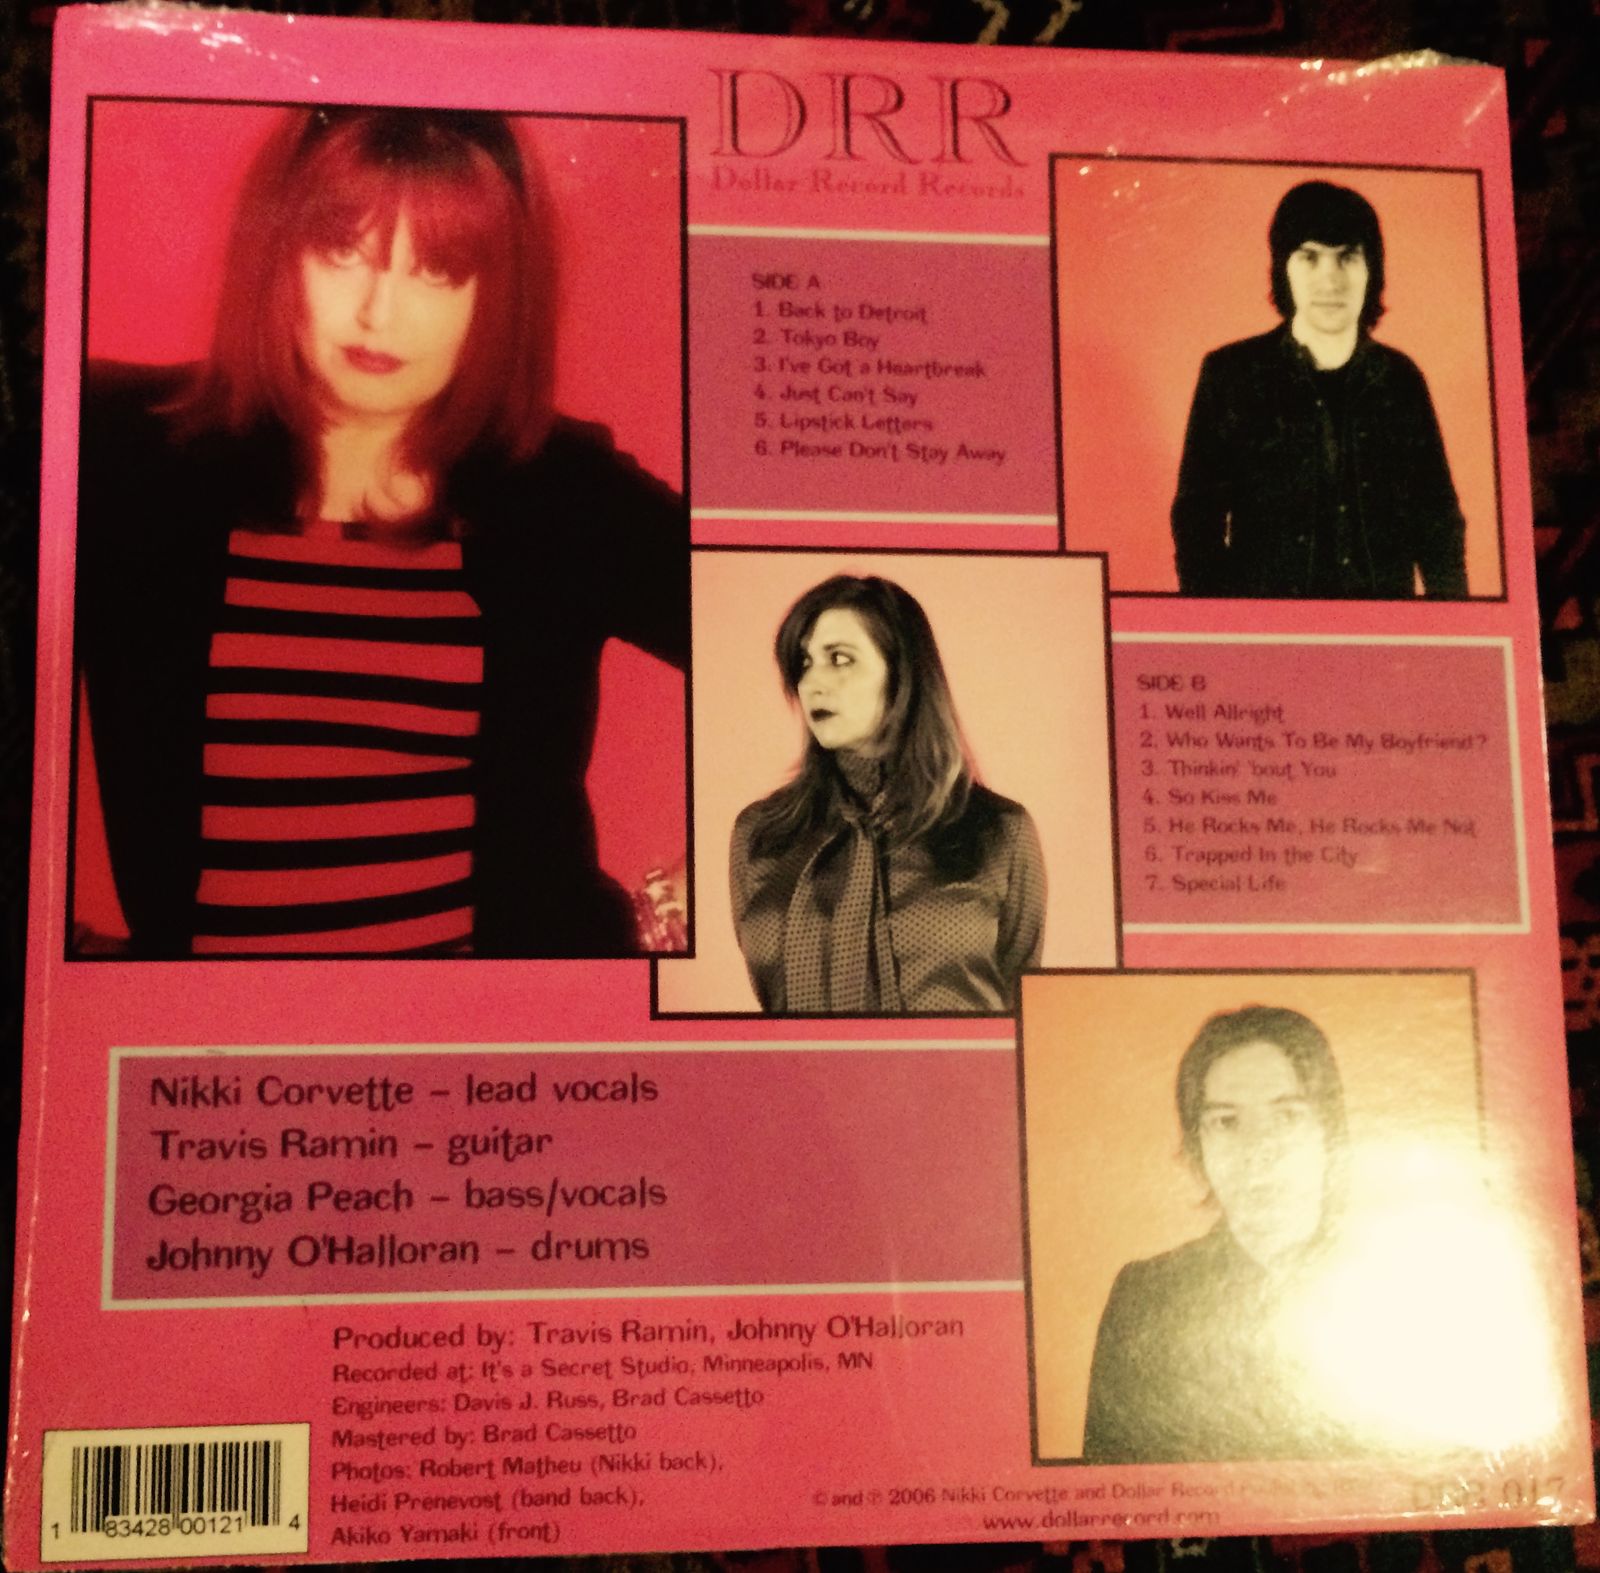 DRR
Dollar Record Records
SIDE A
1. Back to Detroit
2. Tokyo Boy
3. I've Got a Heartbreak
4. Just Can't Say
5. Lipstick Letters
6. Please Don't Stay Away
SIDE B
1. Well Allright
2. Who Wants To Be My Boyfriend?
3. Thinkin' 'bout You
4. So Kiss Me
5. He Rocks Me, He Rocks Me Not
6. Trapped In the City
7. Special Life
Nikki Corvette – lead vocals
Travis Ramin – guitar
Georgia Peach – bass/vocals
Johnny O'Halloran – drums
Produced by: Travis Ramin, Johnny O'Halloran
Recorded at: It's a Secret Studio, Minneapolis, MN
Engineers: Davis J. Russ, Brad Cassetto
Mastered by: Brad Cassetto
Photos: Robert Matheu (Nikki back),
Heidi Prenevost (band back),
Akiko Yamaki (front)
1 83428 00121 4
© and ℗ 2006 Nikki Corvette and Dollar Record
www.dollarrecord.com
DRR 017